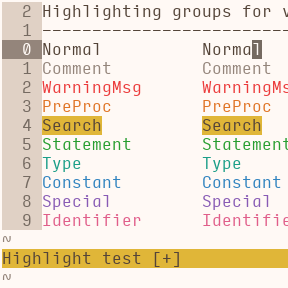 2 Highlighting groups for v
1 -------------------------
0 Normal Normal
1 Comment Comment
2 WarningMsg WarningMs
3 PreProc PreProc
4 Search Search
5 Statement Statement
6 Type Type
7 Constant Constant
8 Special Special
9 Identifier Identifie
~
Highlight test [+]
~